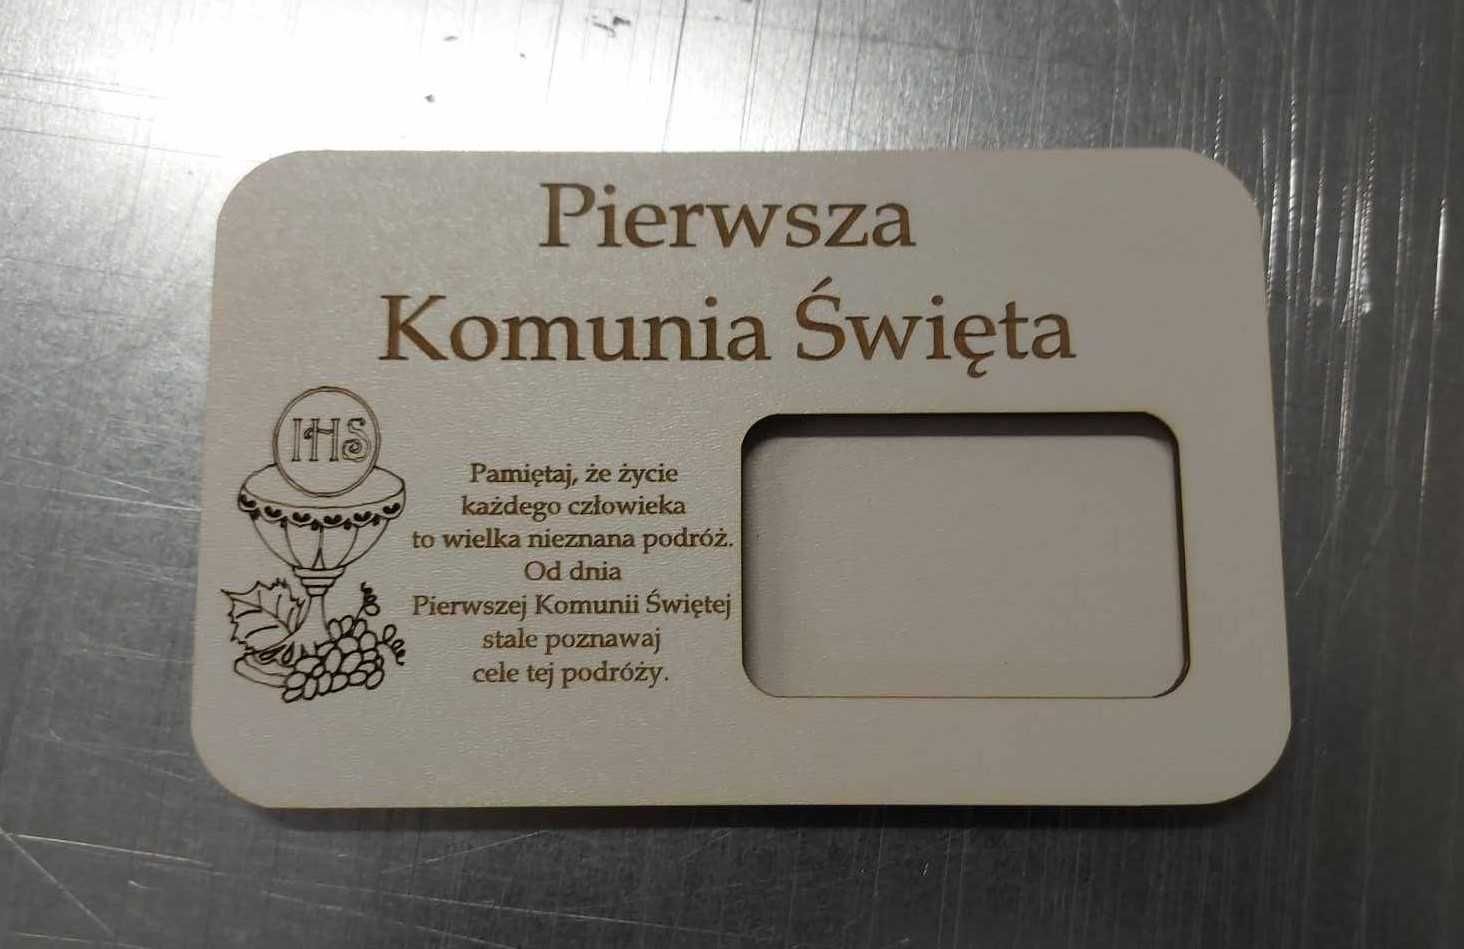 Pierwsza
Komunia Święta
IHS
Pamiętaj, że życie
każdego człowieka
to wielka nieznana podróż.
Od dnia
Pierwszej Komunii Świętej
stale poznawaj
cele tej podróży.